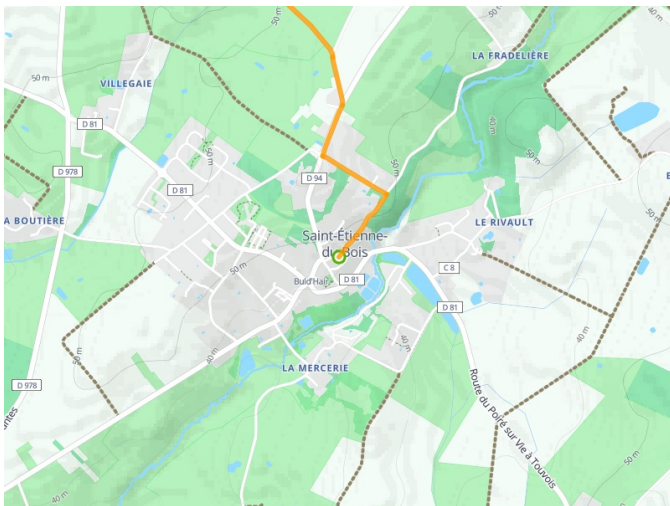 50 m
LA FRADELIÈRE
50 m
VILLEGAIE
40 m
D 81
40 m
50 m
50 m
D 978
50 m
D 94
D 81
LA BOUTIÈRE
LE RIVAULT
Saint-Étienne-
du-Bois
50 m
C 8
Buld'Hair
D 81
D 81
40 m
40 m
50 m
40 m
LA MERCERIE
D 978
Route du Poiré sur Vie à Touvois
50 m
40 m